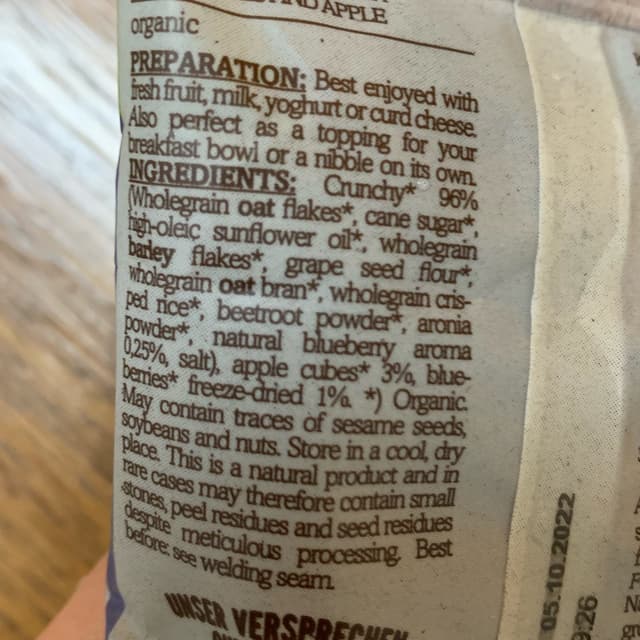 AND APPLE
organic
PREPARATION: Best enjoyed with
fresh fruit, milk, yoghurt or curd cheese.
Also perfect as a topping for your
breakfast bowl or a nibble on its own.
INGREDIENTS: Crunchy* 96%
(Wholegrain oat flakes*, cane sugar*,
high-oleic sunflower oil*, wholegrain
barley flakes*, grape seed flour*,
wholegrain oat bran*, wholegrain cris-
ped rice*, beetroot powder*, aronia
powder*, natural blueberry aroma
0,25%, salt), apple cubes* 3%, blue-
berries* freeze-dried 1%. *) Organic.
May contain traces of sesame seeds,
soybeans and nuts. Store in a cool, dry
place. This is a natural product and in
rare cases may therefore contain small
stones, peel residues and seed residues
despite meticulous processing. Best
before: see welding seam.
UNSER VERSPRECHEN
05.10.2022
9:26